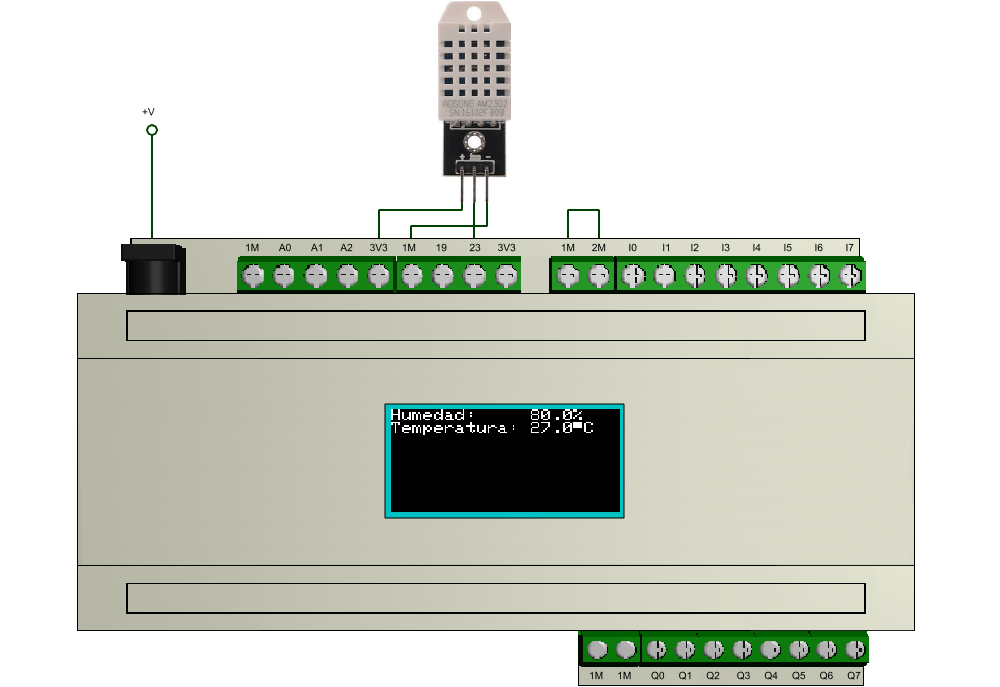 AOSONG AM2302
+V
+ -
1M A0 A1 A2 3V3 1M 19 23 3V3 1M 2M I0 I1 I2 I3 I4 I5 I6 I7
Humedad: 80.0%
Temperatura: 27.0°C
1M 1M Q0 Q1 Q2 Q3 Q4 Q5 Q6 Q7